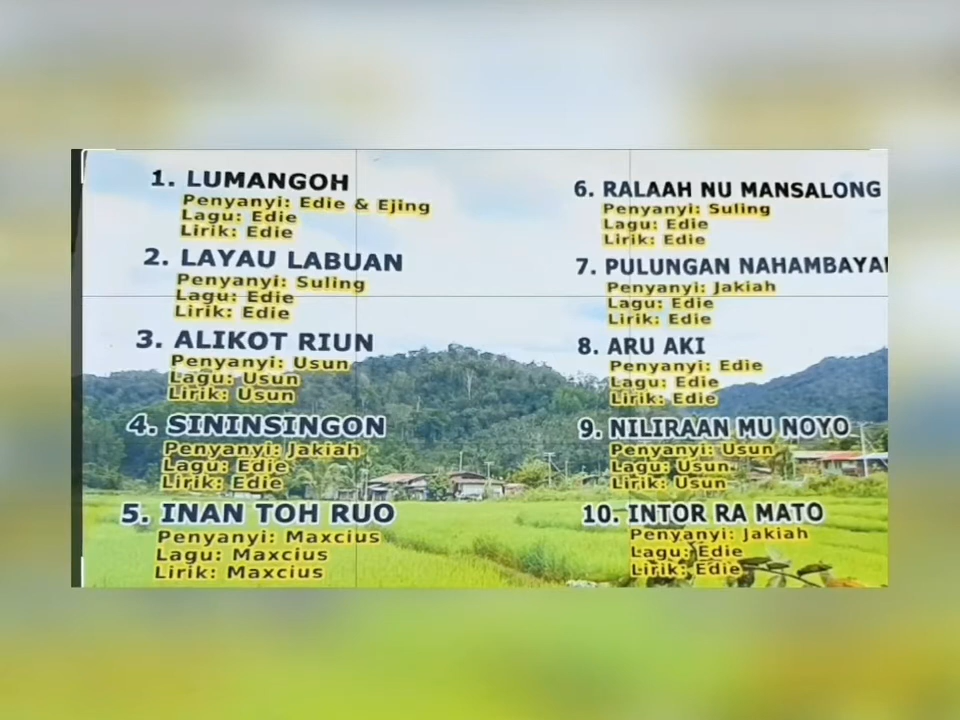 1. LUMANGOH
Penyanyi: Edie & Ejing
Lagu: Edie
Lirik: Edie
2. LAYAU LABUAN
Penyanyi: Suling
Lagu: Edie
Lirik: Edie
3. ALIKOT RIUN
Penyanyi: Usun
Lagu: Usun
Lirik: Usun
4. SININSINGON
Penyanyi: Jakiah
Lagu: Edie
Lirik: Edie
5. INAN TOH RUO
Penyanyi: Maxcius
Lagu: Maxcius
Lirik: Maxcius
6. RALAAH NU MANSALONG
Penyanyi: Suling
Lagu: Edie
Lirik: Edie
7. PULUNGAN
Penyanyi: Jakiah
Lagu: Edie
Lirik: Edie
8. ARU AKI
Penyanyi: Edie
Lagu: Edie
Lirik: Edie
9. NILIRAAN MU NOYO
Penyanyi: Usun
Lagu: Usun
Lirik: Usun
10. INTOR RA MATO
Penyanyi: Jakiah
Lagu: Edie
Lirik: Edie